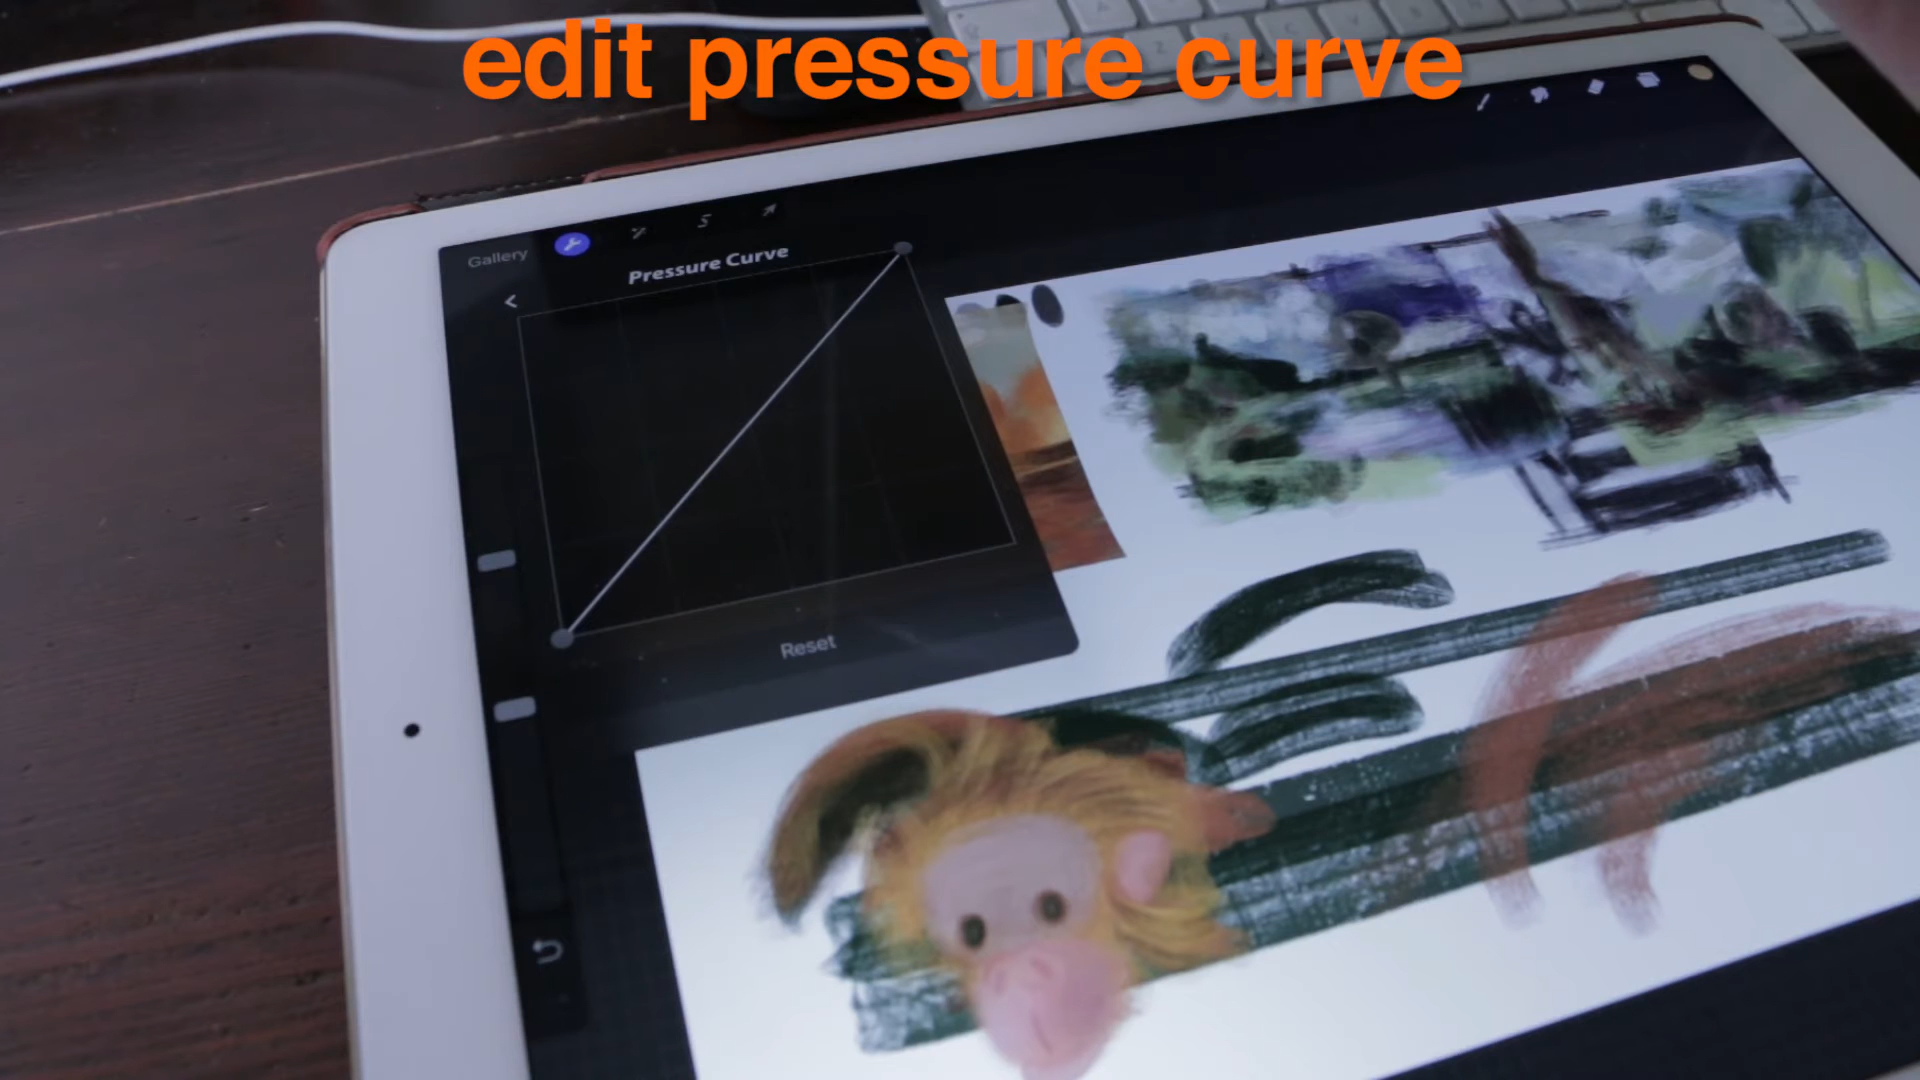 edit pressure curve
Gallery
Pressure Curve
Reset